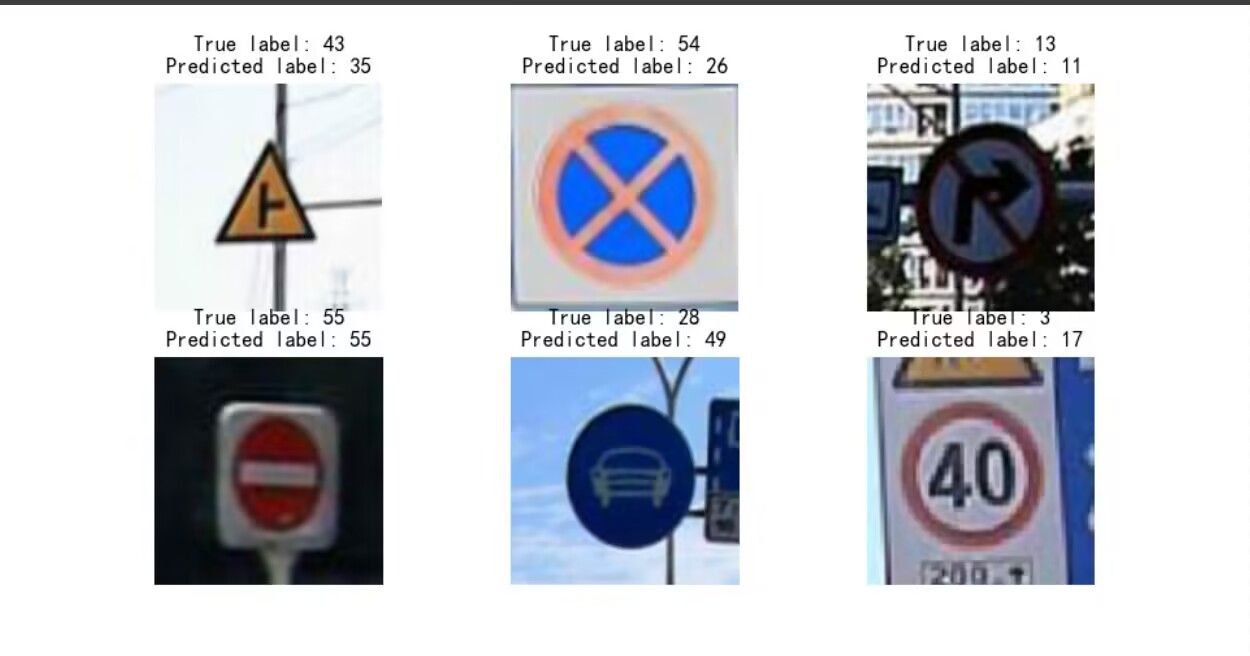 True label: 43
Predicted label: 35
True label: 54
Predicted label: 26
True label: 13
Predicted label: 11
True label: 55
Predicted label: 55
True label: 28
Predicted label: 49
True label: 3
Predicted label: 17
40
200